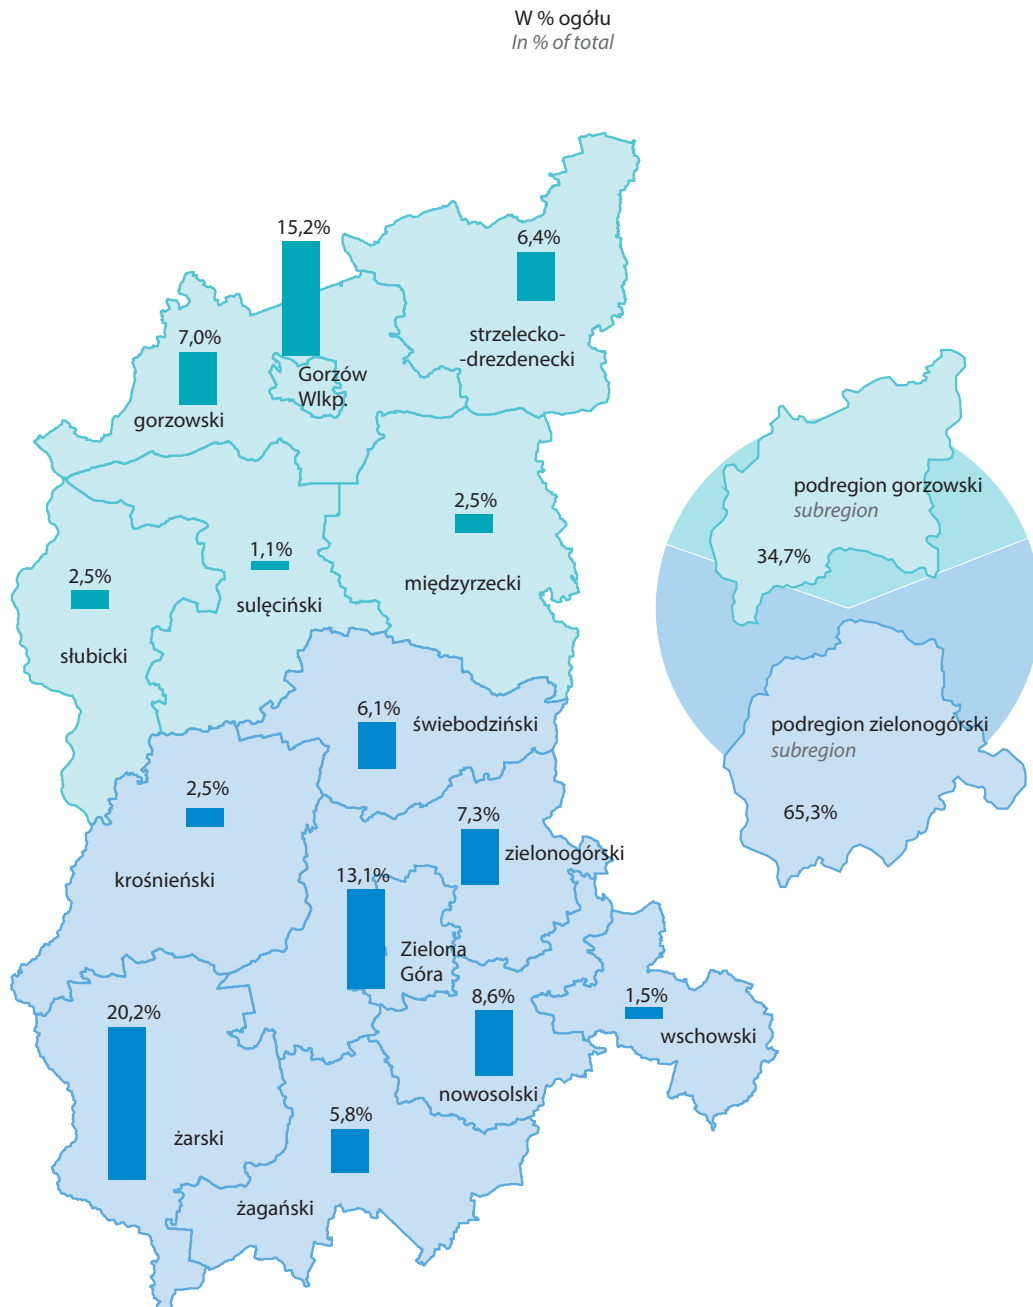 W % ogółu
In % of total
15,2%
6,4%
strzelecko-
-drezdenecki
7,0%
Gorzów
Wlkp.
gorzowski
podregion gorzowski
subregion
34,7%
2,5%
międzyrzecki
1,1%
sulęciński
2,5%
słubicki
6,1%
świebodziński
podregion zielonogórski
subregion
65,3%
2,5%
krośnieński
7,3%
zielonogórski
13,1%
Zielona
Góra
8,6%
nowosolski
1,5%
wschowski
20,2%
żarski
5,8%
żagański